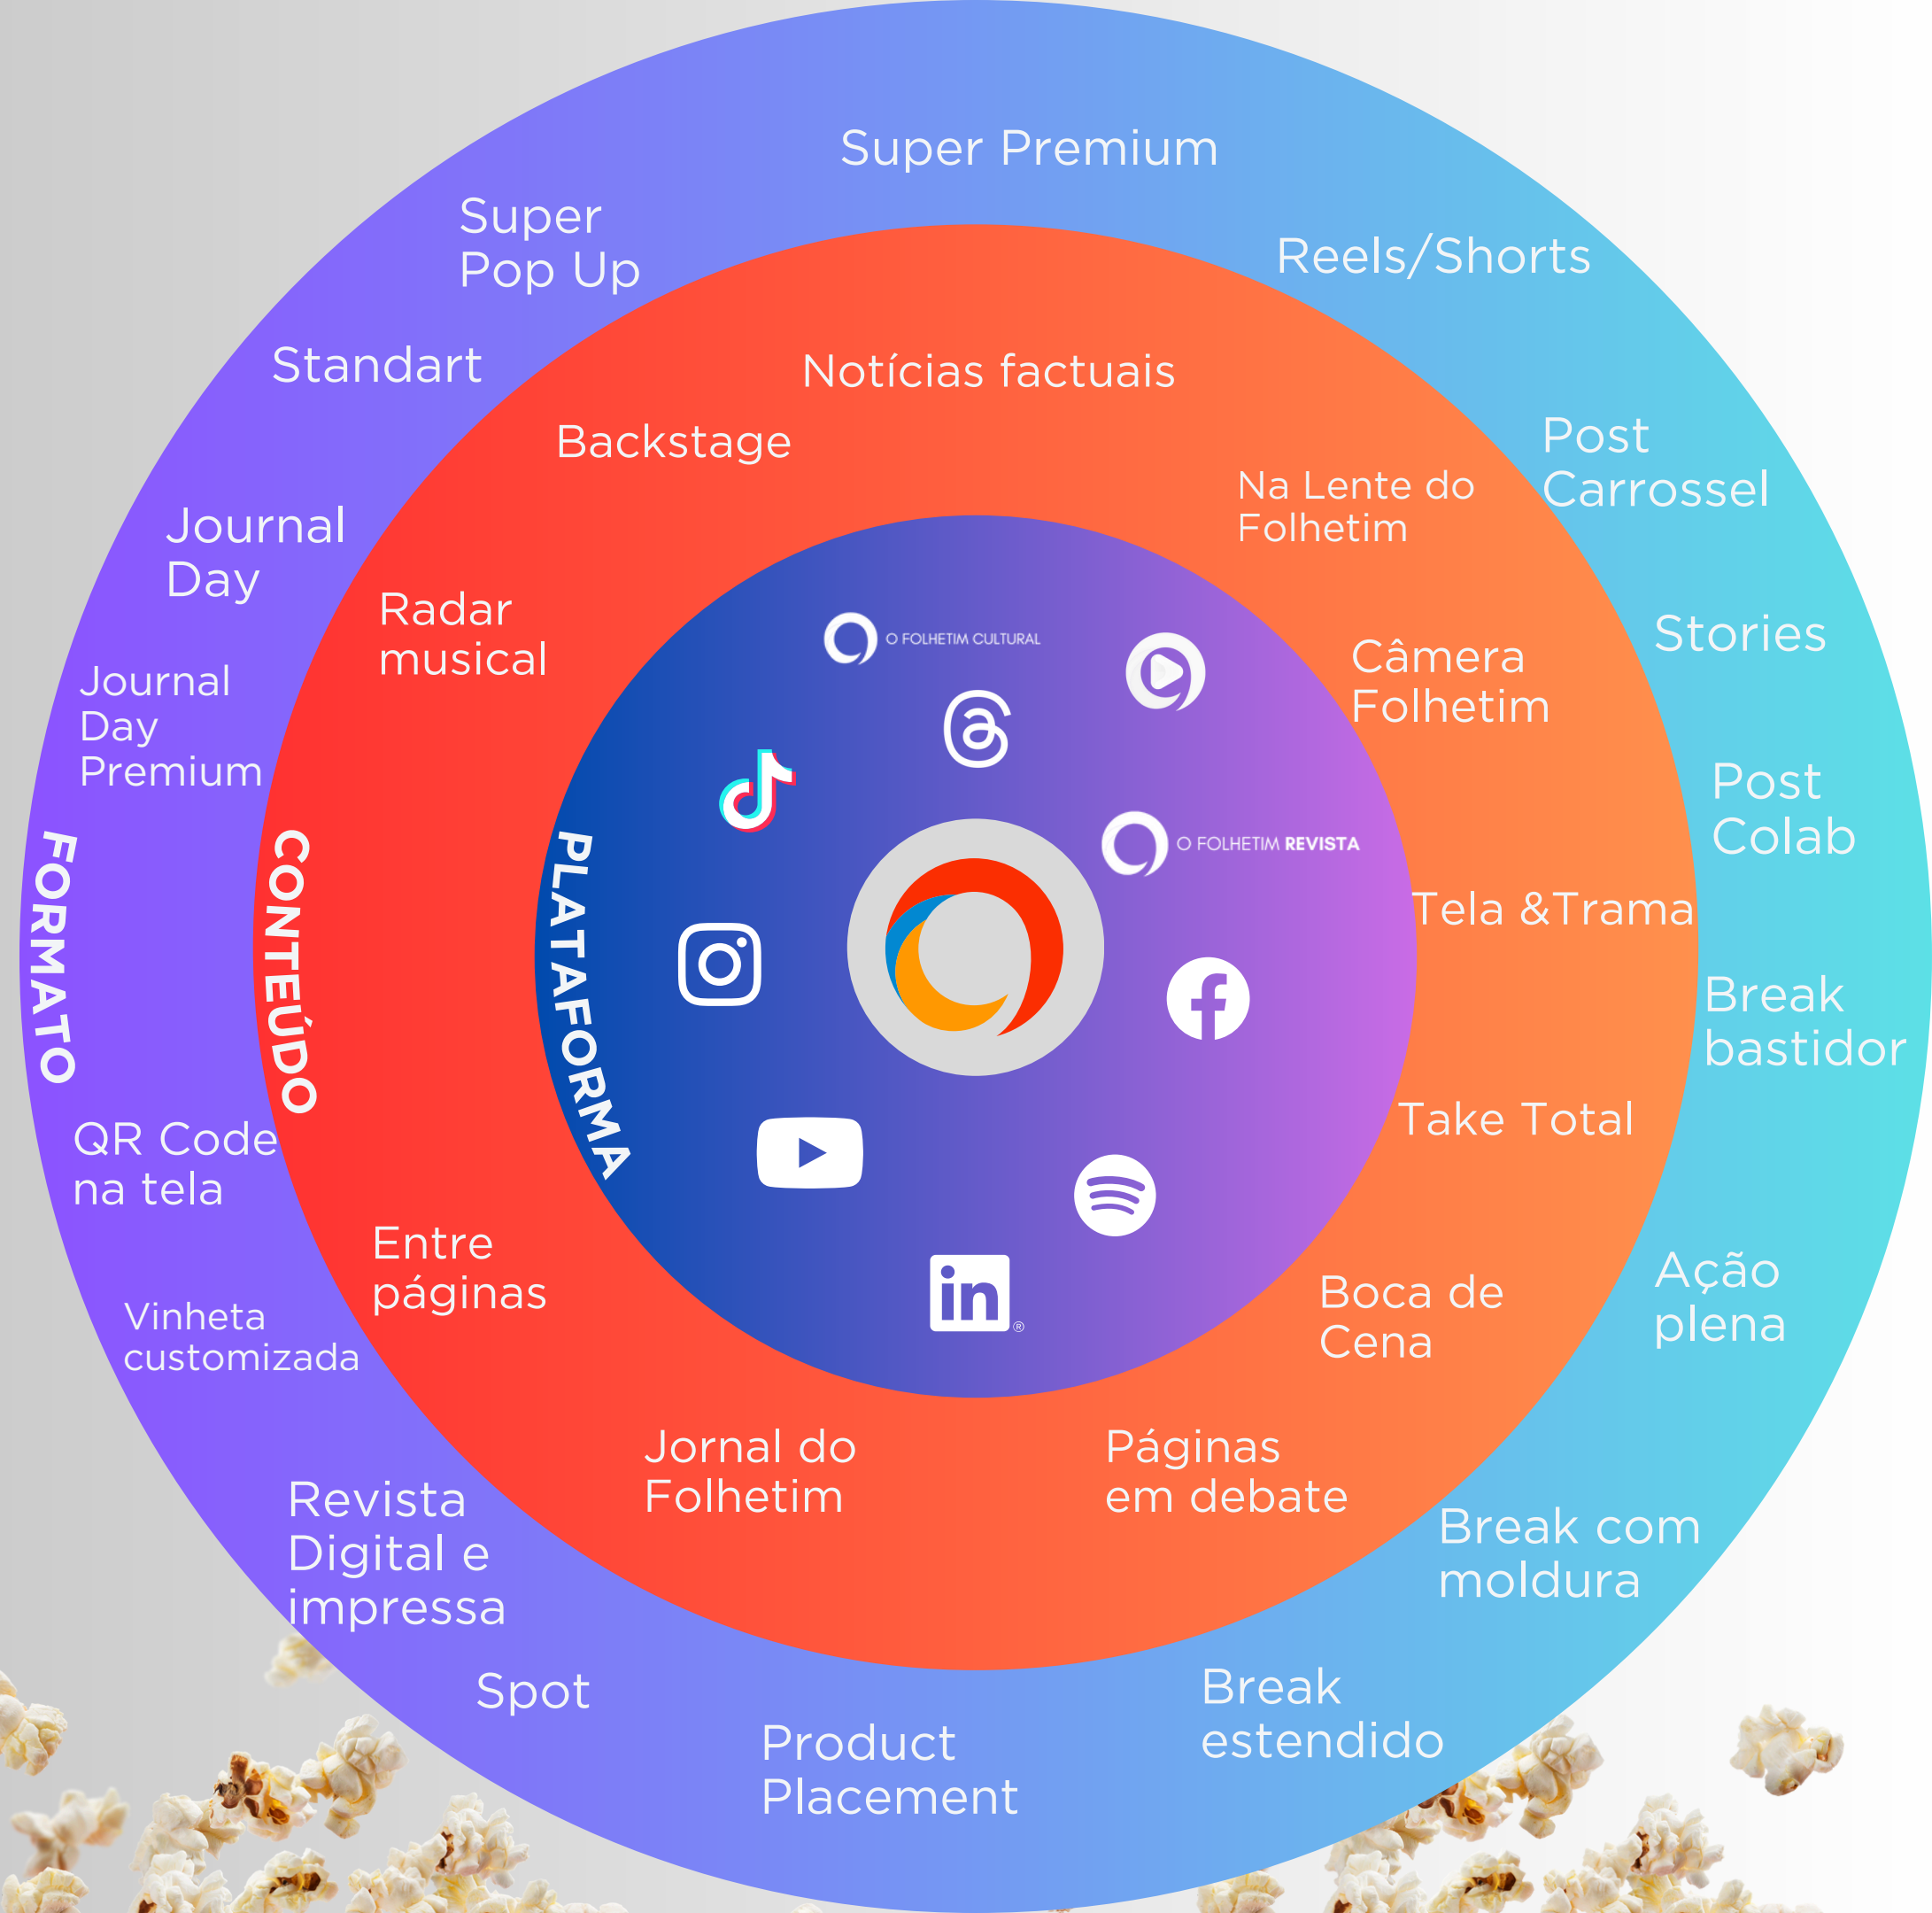 Super Premium
Super
Pop Up
Reels/Shorts
Standart
Post
Carrossel
Journal
Day
Stories
Journal
Day
Premium
Post
Colab
FORMATO
Break
bastidor
QR Code
na tela
Ação
plena
Vinheta
customizada
Revista
Digital e
impressa
Break com
moldura
Spot
Break
estendido
Product
Placement
Notícias factuais
Backstage
Na Lente do
Folhetim
Radar
musical
Câmera
Folhetim
CONTEÚDO
Tela &Trama
Take Total
Entre
páginas
Boca de
Cena
Jornal do
Folhetim
Páginas
em debate
PLATAFORMA
O FOLHETIM CULTURAL
O FOLHETIM REVISTA
in®